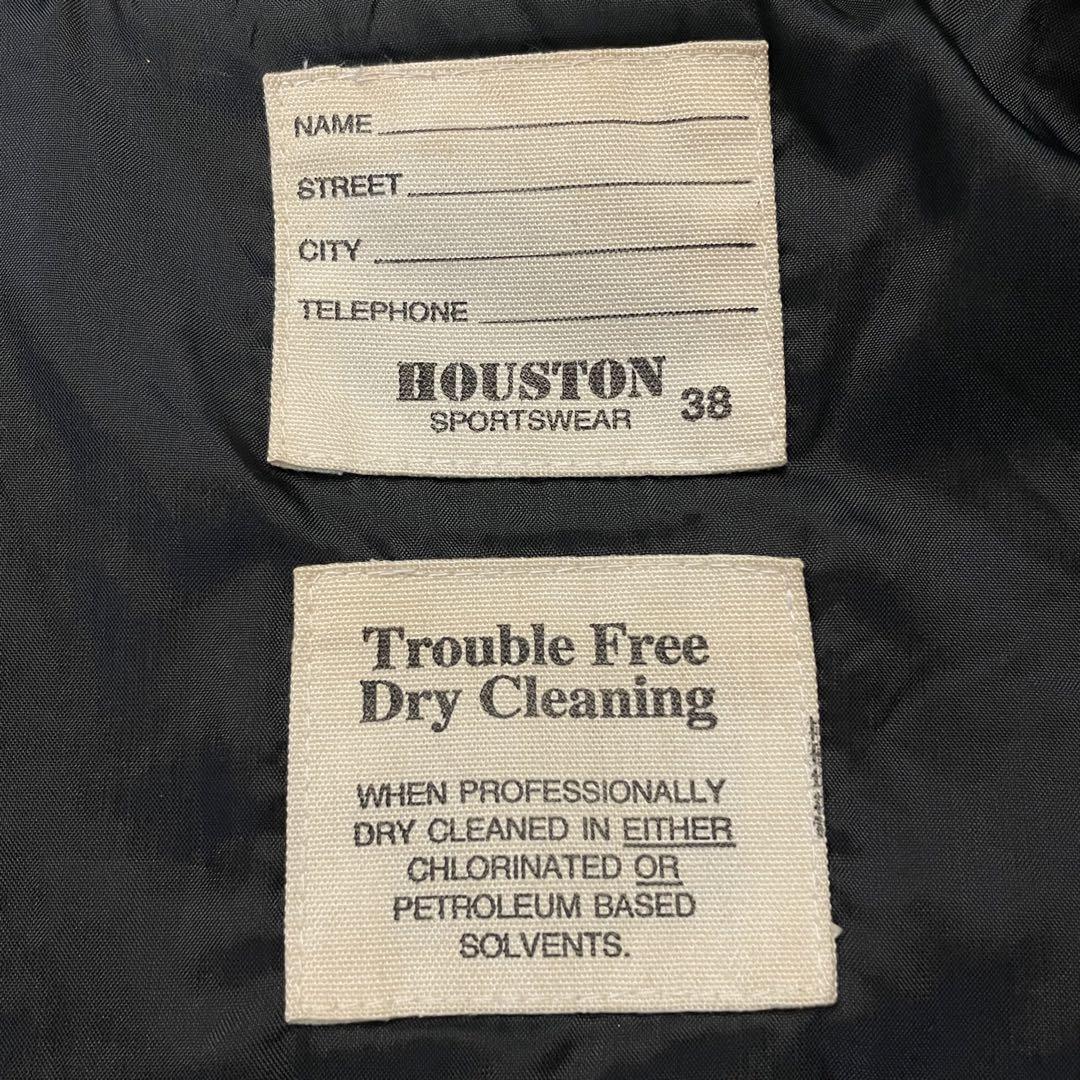 NAME
STREET
CITY
TELEPHONE
HOUSTON
SPORTSWEAR 38
Trouble Free
Dry Cleaning
WHEN PROFESSIONALLY
DRY CLEANED IN EITHER
CHLORINATED OR
PETROLEUM BASED
SOLVENTS.